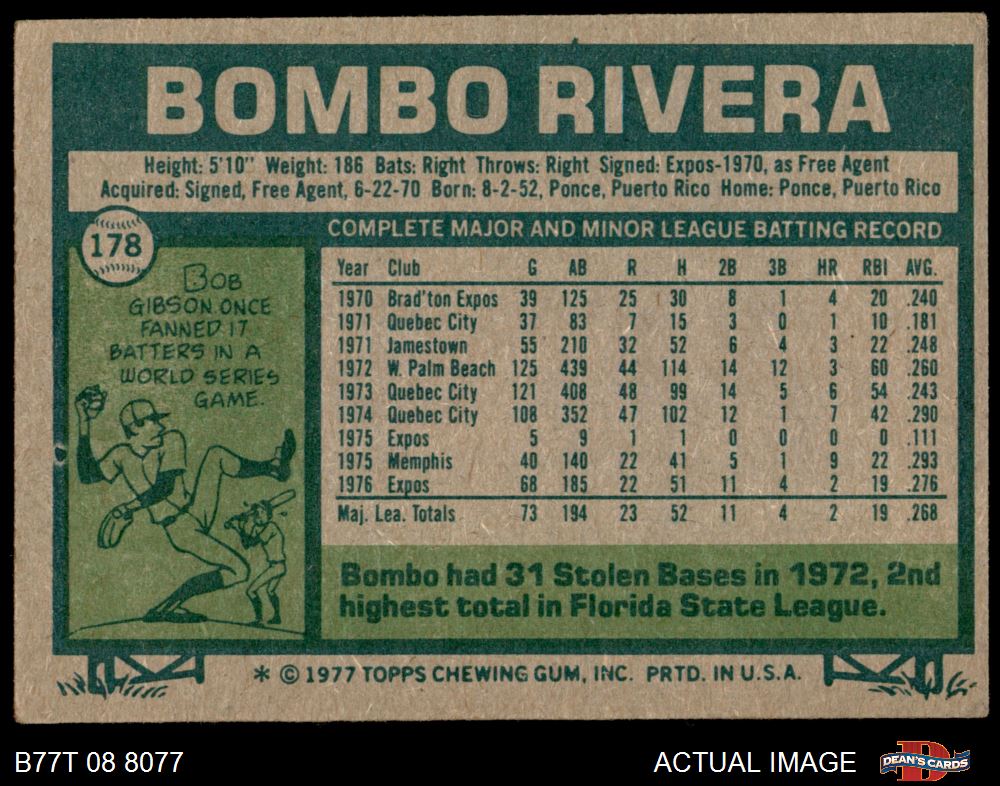 BOMBO RIVERA
Height: 5'10" Weight: 186 Bats: Right Throws: Right Signed: Expos-1970, as Free Agent
Acquired: Signed, Free Agent, 6-22-70 Born: 8-2-52, Ponce, Puerto Rico Home: Ponce, Puerto Rico
178
BOB
GIBSON ONCE
FANNED 17
BATTERS IN A
WORLD SERIES
GAME.
COMPLETE MAJOR AND MINOR LEAGUE BATTING RECORD
Year Club G AB R H 2B 3B HR RBI AVG.
1970 Brad'ton Expos 39 125 25 30 8 1 4 20 .240
1971 Quebec City 37 83 7 15 3 0 1 10 .181
1971 Jamestown 55 210 32 52 6 4 3 22 .248
1972 W. Palm Beach 125 439 44 114 14 12 3 60 .260
1973 Quebec City 121 408 48 99 14 5 6 54 .243
1974 Quebec City 108 352 47 102 12 1 7 42 .290
1975 Expos 5 9 1 1 0 0 0 0 .111
1975 Memphis 40 140 22 41 5 1 9 22 .293
1976 Expos 68 185 22 51 11 4 2 19 .276
Maj. Lea. Totals 73 194 23 52 11 4 2 19 .268
Bombo had 31 Stolen Bases in 1972, 2nd
highest total in Florida State League.
* © 1977 TOPPS CHEWING GUM, INC. PRTD. IN U.S.A.
B77T 08 8077
ACTUAL IMAGE
D
DEAN'S CARDS